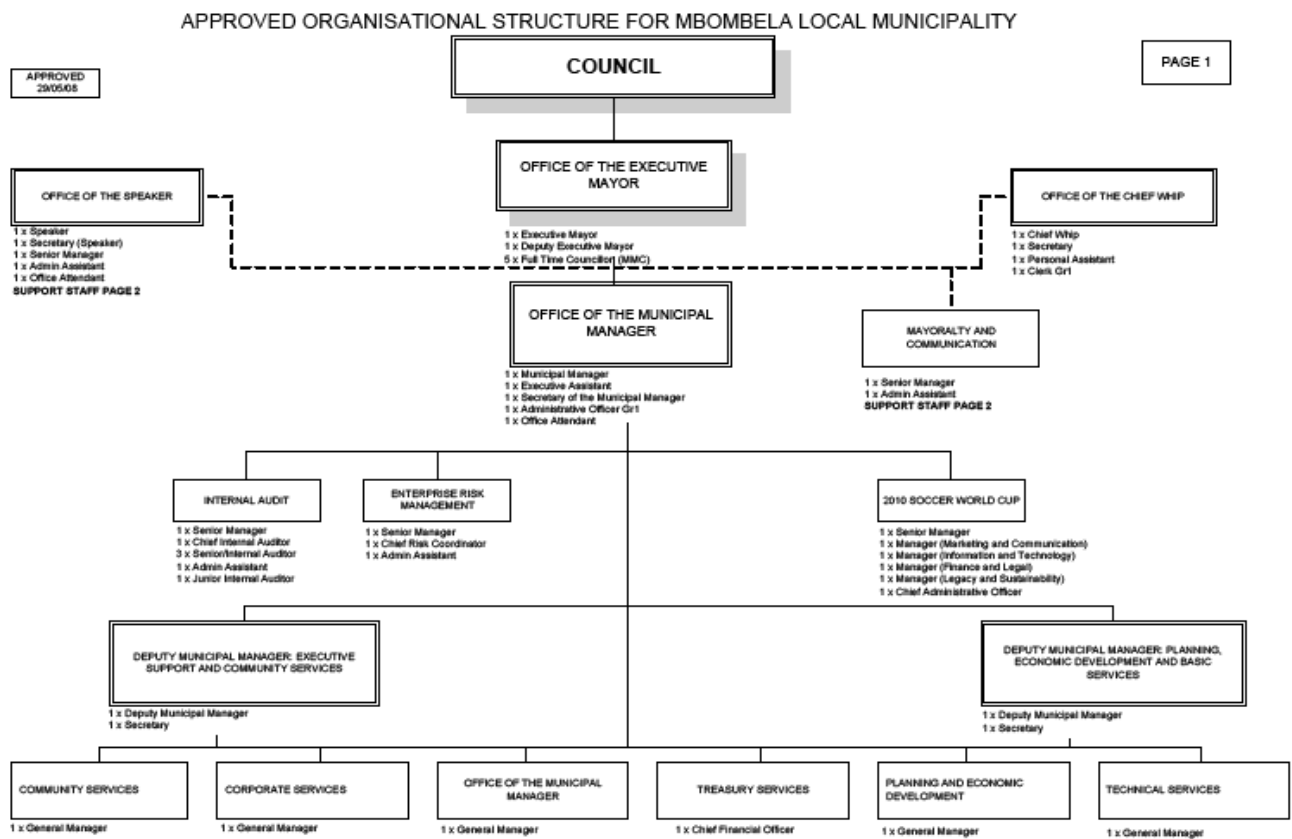 APPROVED ORGANISATIONAL STRUCTURE FOR MBOMBELA LOCAL MUNICIPALITY
COUNCIL
PAGE 1
APPROVED
29/05/08
OFFICE OF THE EXECUTIVE
MAYOR
1 x Executive Mayor
1 x Deputy Executive Mayor
5 x Full Time Councillor (MMC)
OFFICE OF THE SPEAKER
1 x Speaker
1 x Secretary (Speaker)
1 x Senior Manager
1 x Admin Assistant
1 x Office Attendant
SUPPORT STAFF PAGE 2
OFFICE OF THE CHIEF WHIP
1 x Chief Whip
1 x Secretary
1 x Personal Assistant
1 x Clerk Gr1
OFFICE OF THE MUNICIPAL
MANAGER
1 x Municipal Manager
1 x Executive Assistant
1 x Secretary of the Municipal Manager
1 x Administrative Officer Gr1
1 x Office Attendant
MAYORALTY AND
COMMUNICATION
1 x Senior Manager
1 x Admin Assistant
SUPPORT STAFF PAGE 2
INTERNAL AUDIT
1 x Senior Manager
1 x Chief Internal Auditor
3 x Senior/Internal Auditor
1 x Admin Assistant
1 x Junior Internal Auditor
ENTERPRISE RISK
MANAGEMENT
1 x Senior Manager
1 x Chief Risk Coordinator
1 x Admin Assistant
2010 SOCCER WORLD CUP
1 x Senior Manager
1 x Manager (Marketing and Communication)
1 x Manager (Information and Technology)
1 x Manager (Finance and Legal)
1 x Manager (Legacy and Sustainability)
1 x Chief Administrative Officer
DEPUTY MUNICIPAL MANAGER: EXECUTIVE
SUPPORT AND COMMUNITY SERVICES
1 x Deputy Municipal Manager
1 x Secretary
DEPUTY MUNICIPAL MANAGER: PLANNING,
ECONOMIC DEVELOPMENT AND BASIC
SERVICES
1 x Deputy Municipal Manager
1 x Secretary
COMMUNITY SERVICES
1 x General Manager
CORPORATE SERVICES
1 x General Manager
OFFICE OF THE MUNICIPAL
MANAGER
1 x General Manager
TREASURY SERVICES
1 x Chief Financial Officer
PLANNING AND ECONOMIC
DEVELOPMENT
1 x General Manager
TECHNICAL SERVICES
1 x General Manager